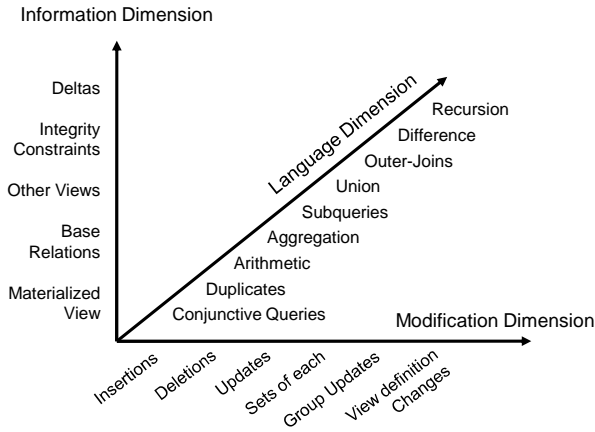 Information Dimension
Deltas
Integrity
Constraints
Other Views
Base
Relations
Materialized
View
Language Dimension
Recursion
Difference
Outer-Joins
Union
Subqueries
Aggregation
Arithmetic
Duplicates
Conjunctive Queries
Modification Dimension
Insertions
Deletions
Updates
Sets of each
Group Updates
View definition
Changes